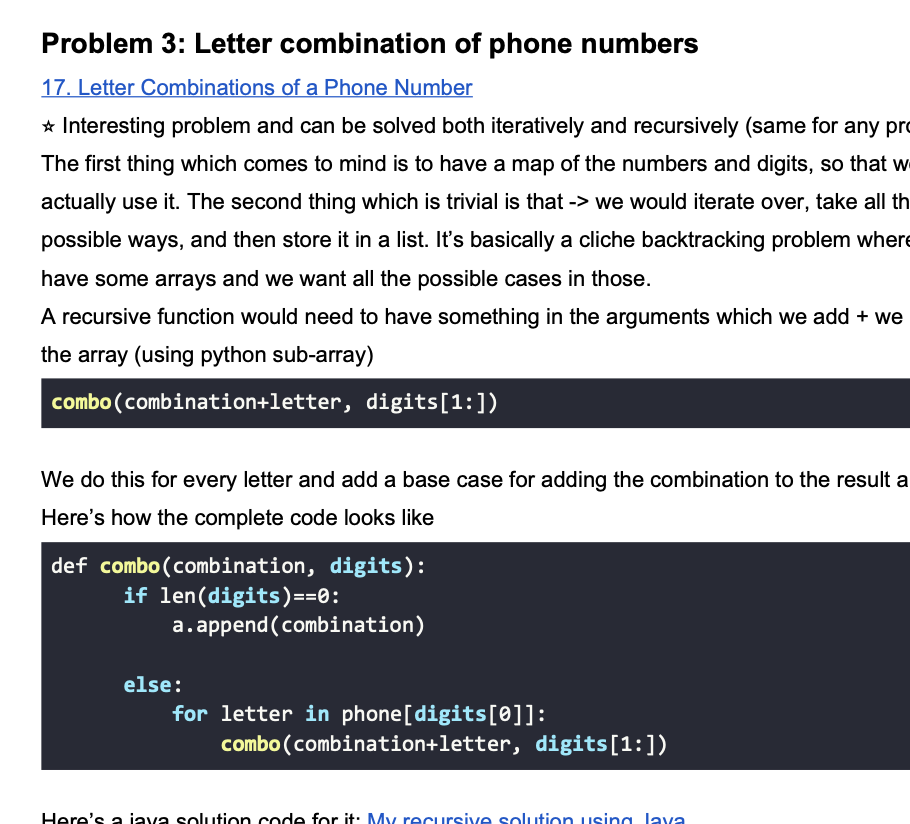 Problem 3: Letter combination of phone numbers
17. Letter Combinations of a Phone Number
☆ Interesting problem and can be solved both iteratively and recursively (same for any
The first thing which comes to mind is to have a map of the numbers and digits, so that
actually use it. The second thing which is trivial is that -> we would iterate over, take all
possible ways, and then store it in a list. It’s basically a cliche backtracking problem where
have some arrays and we want all the possible cases in those.
A recursive function would need to have something in the arguments which we add + we
the array (using python sub-array)
combo(combination+letter, digits[1:])
We do this for every letter and add a base case for adding the combination to the result
Here’s how the complete code looks like
def combo(combination, digits):
if len(digits)==0:
a.append(combination)
else:
for letter in phone[digits[0]]:
combo(combination+letter, digits[1:])
Here’s a java solution code for it: My recursive solution using Java